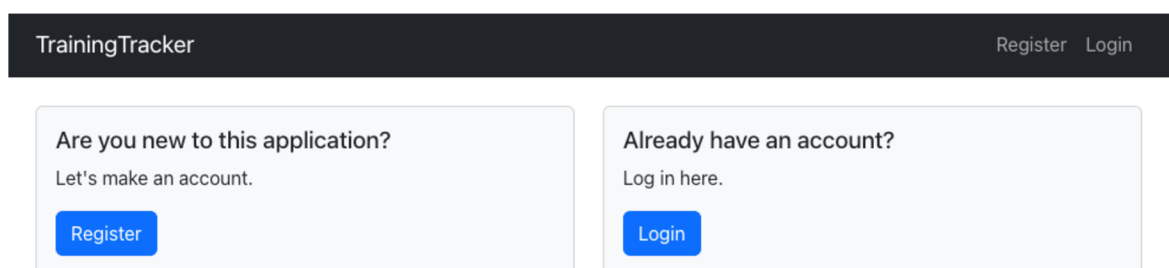 TrainingTracker
Register Login
Are you new to this application?
Let's make an account.
Register
Already have an account?
Log in here.
Login